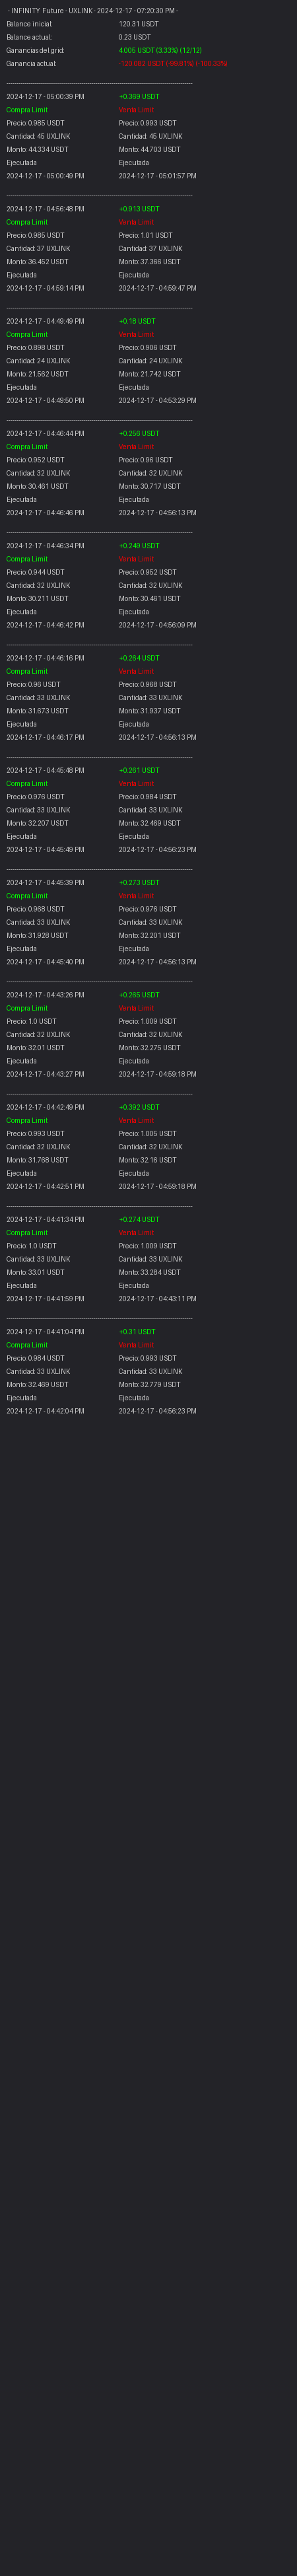 - INFINITY Future - UXLINK - 2024-12-17 - 07:20:30 PM -
Balance inicial: 120.31 USDT
Balance actual: 0.23 USDT
Ganancias del grid: 4.005 USDT (3.33%) (12/12)
Ganancia actual: -120.082 USDT (-99.81%) (-100.33%)
2024-12-17 - 05:00:39 PM +0.369 USDT
Compra Limit Venta Limit
Precio: 0.985 USDT Precio: 0.993 USDT
Cantidad: 45 UXLINK Cantidad: 45 UXLINK
Monto: 44.334 USDT Monto: 44.703 USDT
Ejecutada Ejecutada
2024-12-17 - 05:00:49 PM 2024-12-17 - 05:01:57 PM
2024-12-17 - 04:56:48 PM +0.913 USDT
Compra Limit Venta Limit
Precio: 0.985 USDT Precio: 1.01 USDT
Cantidad: 37 UXLINK Cantidad: 37 UXLINK
Monto: 36.452 USDT Monto: 37.366 USDT
Ejecutada Ejecutada
2024-12-17 - 04:59:14 PM 2024-12-17 - 04:59:47 PM
2024-12-17 - 04:49:49 PM +0.18 USDT
Compra Limit Venta Limit
Precio: 0.898 USDT Precio: 0.906 USDT
Cantidad: 24 UXLINK Cantidad: 24 UXLINK
Monto: 21.562 USDT Monto: 21.742 USDT
Ejecutada Ejecutada
2024-12-17 - 04:49:50 PM 2024-12-17 - 04:53:29 PM
2024-12-17 - 04:46:44 PM +0.256 USDT
Compra Limit Venta Limit
Precio: 0.952 USDT Precio: 0.96 USDT
Cantidad: 32 UXLINK Cantidad: 32 UXLINK
Monto: 30.461 USDT Monto: 30.717 USDT
Ejecutada Ejecutada
2024-12-17 - 04:46:46 PM 2024-12-17 - 04:56:13 PM
2024-12-17 - 04:46:34 PM +0.249 USDT
Compra Limit Venta Limit
Precio: 0.944 USDT Precio: 0.952 USDT
Cantidad: 32 UXLINK Cantidad: 32 UXLINK
Monto: 30.211 USDT Monto: 30.461 USDT
Ejecutada Ejecutada
2024-12-17 - 04:46:42 PM 2024-12-17 - 04:56:09 PM
2024-12-17 - 04:46:16 PM +0.264 USDT
Compra Limit Venta Limit
Precio: 0.96 USDT Precio: 0.968 USDT
Cantidad: 33 UXLINK Cantidad: 33 UXLINK
Monto: 31.673 USDT Monto: 31.937 USDT
Ejecutada Ejecutada
2024-12-17 - 04:46:17 PM 2024-12-17 - 04:56:13 PM
2024-12-17 - 04:45:48 PM +0.261 USDT
Compra Limit Venta Limit
Precio: 0.976 USDT Precio: 0.984 USDT
Cantidad: 33 UXLINK Cantidad: 33 UXLINK
Monto: 32.207 USDT Monto: 32.469 USDT
Ejecutada Ejecutada
2024-12-17 - 04:45:49 PM 2024-12-17 - 04:56:23 PM
2024-12-17 - 04:45:39 PM +0.273 USDT
Compra Limit Venta Limit
Precio: 0.968 USDT Precio: 0.976 USDT
Cantidad: 33 UXLINK Cantidad: 33 UXLINK
Monto: 31.928 USDT Monto: 32.201 USDT
Ejecutada Ejecutada
2024-12-17 - 04:45:40 PM 2024-12-17 - 04:56:13 PM
2024-12-17 - 04:43:26 PM +0.265 USDT
Compra Limit Venta Limit
Precio: 1.0 USDT Precio: 1.009 USDT
Cantidad: 32 UXLINK Cantidad: 32 UXLINK
Monto: 32.01 USDT Monto: 32.275 USDT
Ejecutada Ejecutada
2024-12-17 - 04:43:27 PM 2024-12-17 - 04:59:18 PM
2024-12-17 - 04:42:49 PM +0.392 USDT
Compra Limit Venta Limit
Precio: 0.993 USDT Precio: 1.005 USDT
Cantidad: 32 UXLINK Cantidad: 32 UXLINK
Monto: 31.768 USDT Monto: 32.16 USDT
Ejecutada Ejecutada
2024-12-17 - 04:42:51 PM 2024-12-17 - 04:59:18 PM
2024-12-17 - 04:41:34 PM +0.274 USDT
Compra Limit Venta Limit
Precio: 1.0 USDT Precio: 1.009 USDT
Cantidad: 33 UXLINK Cantidad: 33 UXLINK
Monto: 33.01 USDT Monto: 33.284 USDT
Ejecutada Ejecutada
2024-12-17 - 04:41:59 PM 2024-12-17 - 04:43:11 PM
2024-12-17 - 04:41:04 PM +0.31 USDT
Compra Limit Venta Limit
Precio: 0.984 USDT Precio: 0.993 USDT
Cantidad: 33 UXLINK Cantidad: 33 UXLINK
Monto: 32.469 USDT Monto: 32.779 USDT
Ejecutada Ejecutada
2024-12-17 - 04:42:04 PM 2024-12-17 - 04:56:23 PM